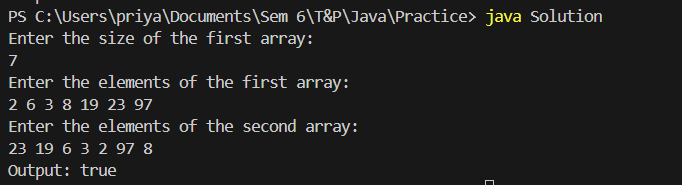 PS C:\Users\priya\Documents\Sem 6\T&P\Java\Practice> java Solution
Enter the size of the first array:
7
Enter the elements of the first array:
2 6 3 8 19 23 97
Enter the elements of the second array:
23 19 6 3 2 97 8
Output: true